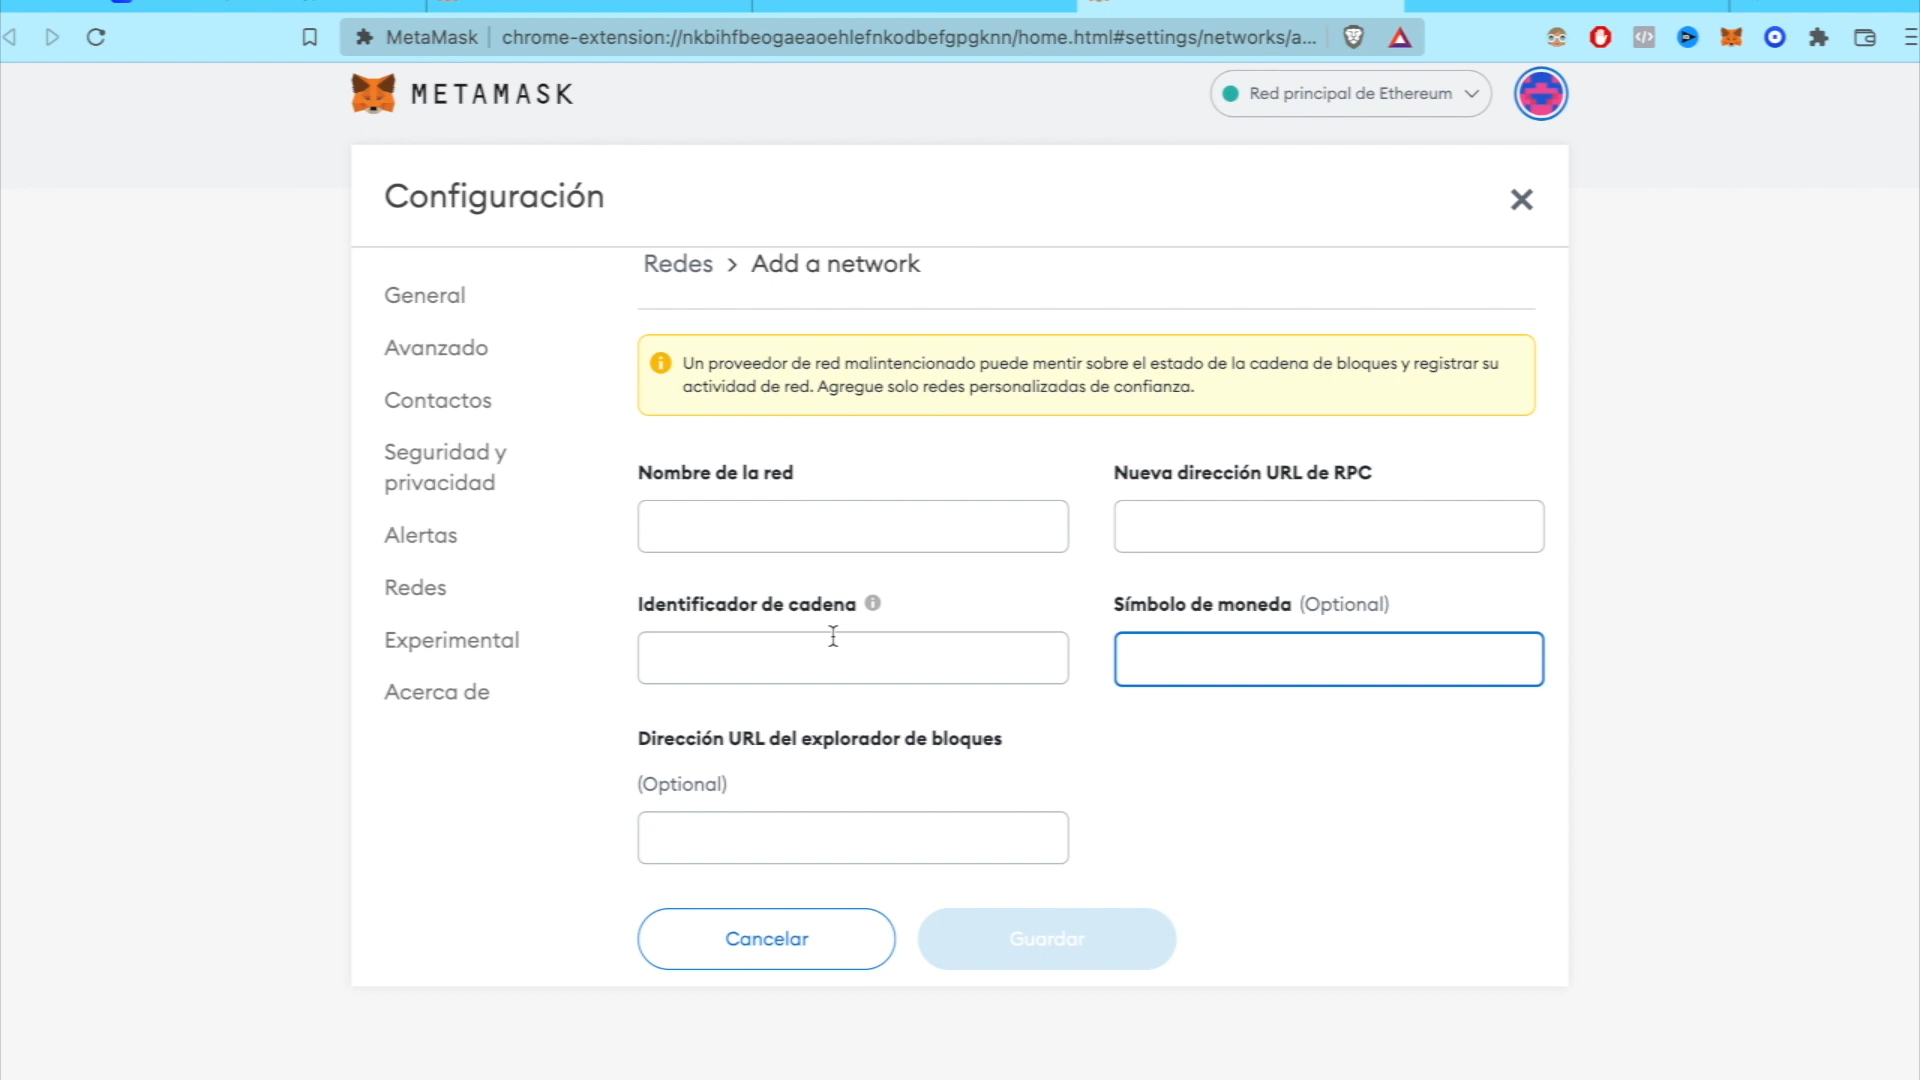 MetaMask
chrome-extension://nkbihfbeogaeaoehlefnkodbefgpgknn/home.html#settings/networks/a...
METAMASK
Red principal de Ethereum
Configuración
Redes > Add a network
General
Avanzado
Contactos
Seguridad y
privacidad
Alertas
Redes
Experimental
Acerca de
Un proveedor de red malintencionado puede mentir sobre el estado de la cadena de bloques y registrar su
actividad de red. Agregue solo redes personalizadas de confianza.
Nombre de la red
Nueva dirección URL de RPC
Identificador de cadena
Símbolo de moneda (Optional)
Dirección URL del explorador de bloques
(Optional)
Cancelar
Guardar